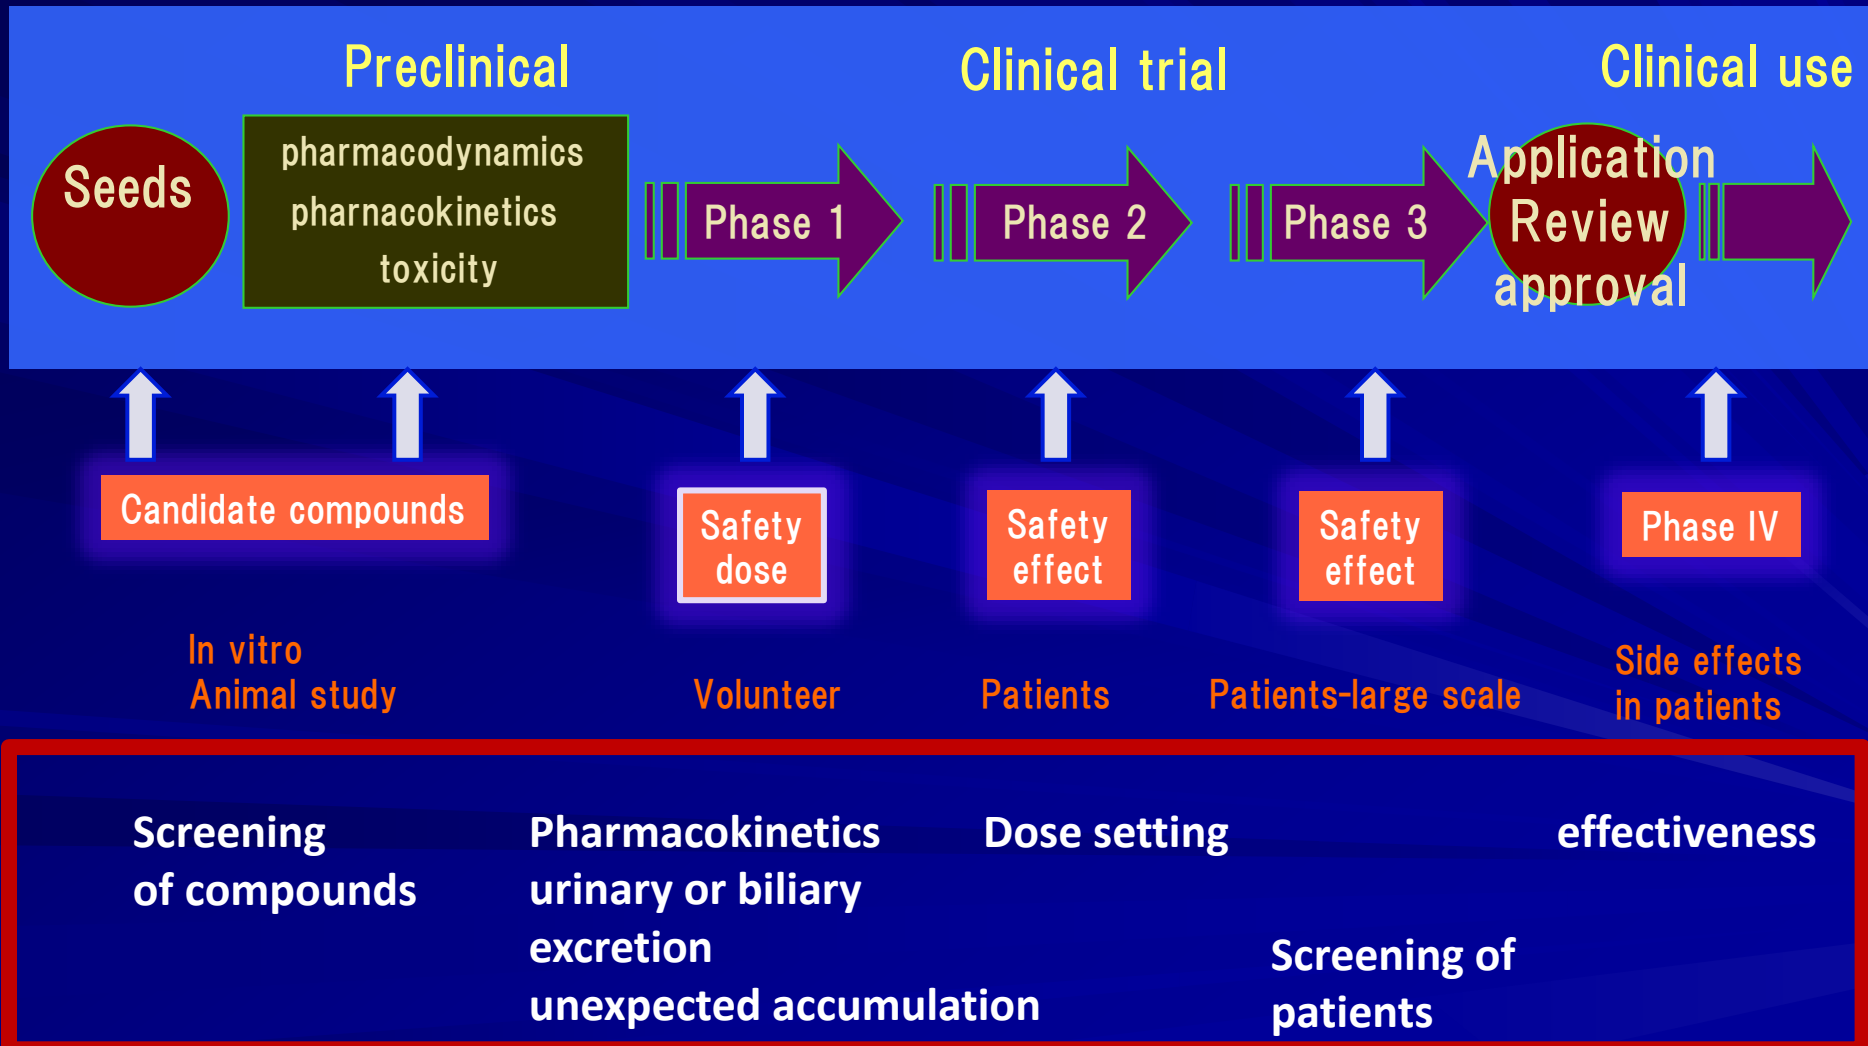 Preclinical
Clinical trial
Clinical use
Seeds
pharmacodynamics
pharnacokinetics
toxicity
Phase 1
Phase 2
Phase 3
Application
Review
approval
Candidate compounds
Safety
dose
Safety
effect
Safety
effect
Phase IV
In vitro
Animal study
Volunteer
Patients
Patients-large scale
Side effects
in patients
Screening
of compounds
Pharmacokinetics
urinary or biliary
excretion
unexpected accumulation
Dose setting
Screening of
patients
effectiveness